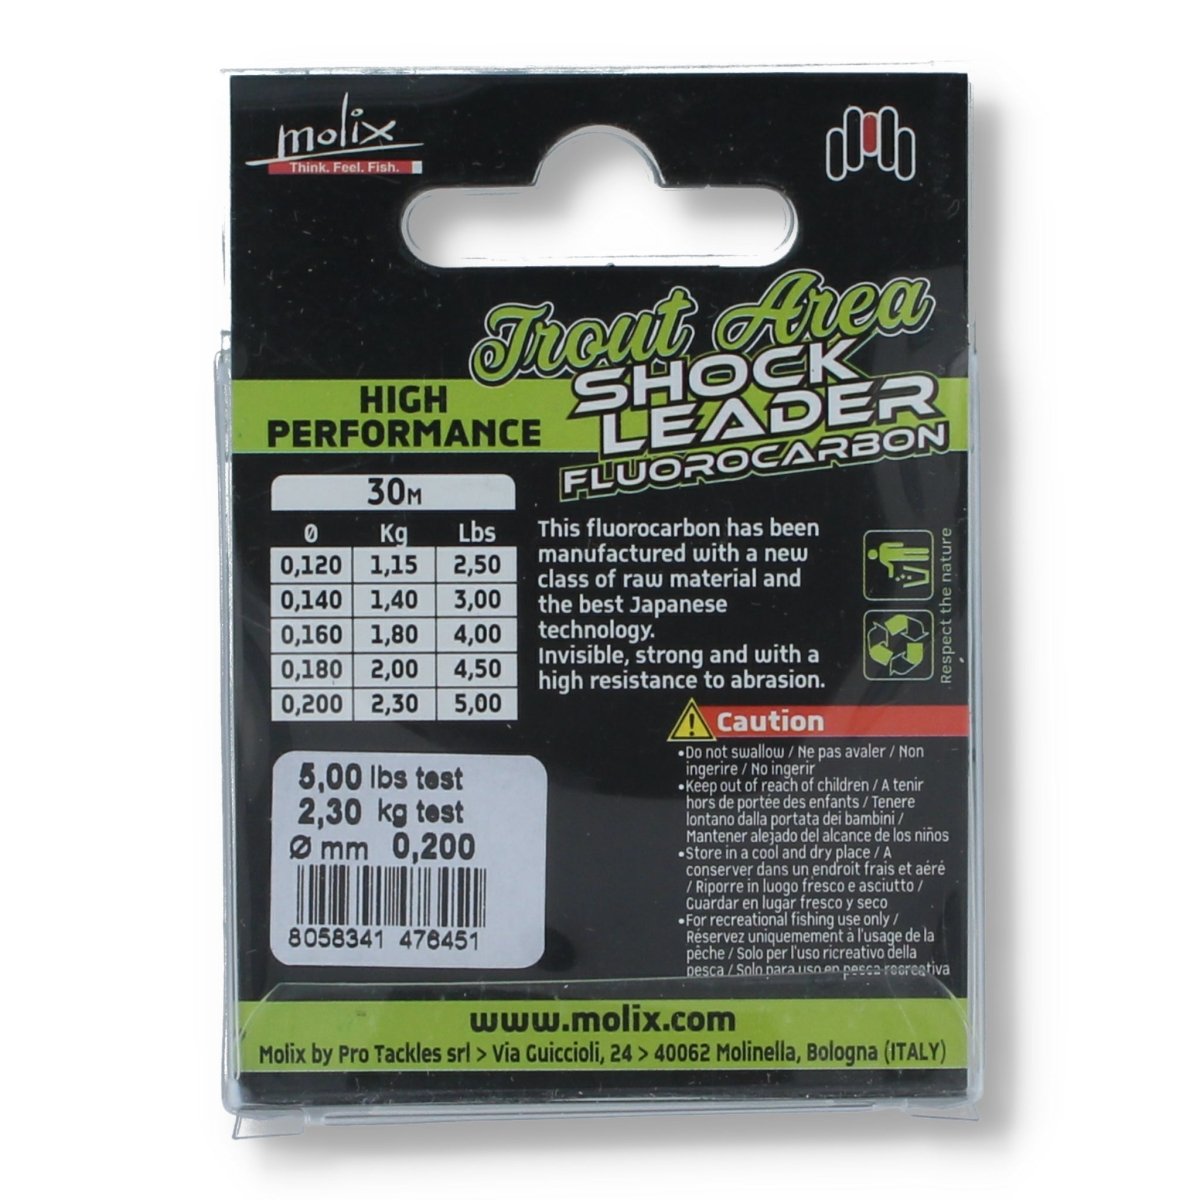 molix
Think. Feel. Fish.
Trout Area
SHOCK
LEADER
FLUOROCARBON
HIGH
PERFORMANCE
30M
Ø Kg Lbs
0,120 1,15 2,50
0,140 1,40 3,00
0,160 1,80 4,00
0,180 2,00 4,50
0,200 2,30 5,00
This fluorocarbon has been
manufactured with a new
class of raw material and
the best Japanese
technology.
Invisible, strong and with a
high resistance to abrasion.
Respect the nature
Caution
•Do not swallow / Ne pas avaler / Non
ingerire / No ingerir
•Keep out of reach of children / A tenir
hors de portée des enfants / Tenere
lontano dalla portata dei bambini /
Mantener alejado del alcance de los niños
•Store in a cool and dry place / A
conserver dans un endroit frais et aéré
/ Riporre in luogo fresco e asciutto /
Guardar en lugar fresco y seco
•For recreational fishing use only /
Réservez uniquemement à l'usage de la
pêche / Solo per l'uso ricreativo della
pesca / Solo para uso en pesca recreativa
5,00 lbs test
2,30 kg test
Ø mm 0,200
8058341 476451
www.molix.com
Molix by Pro Tackles srl > Via Guiccioli, 24 > 40062 Molinella, Bologna (ITALY)